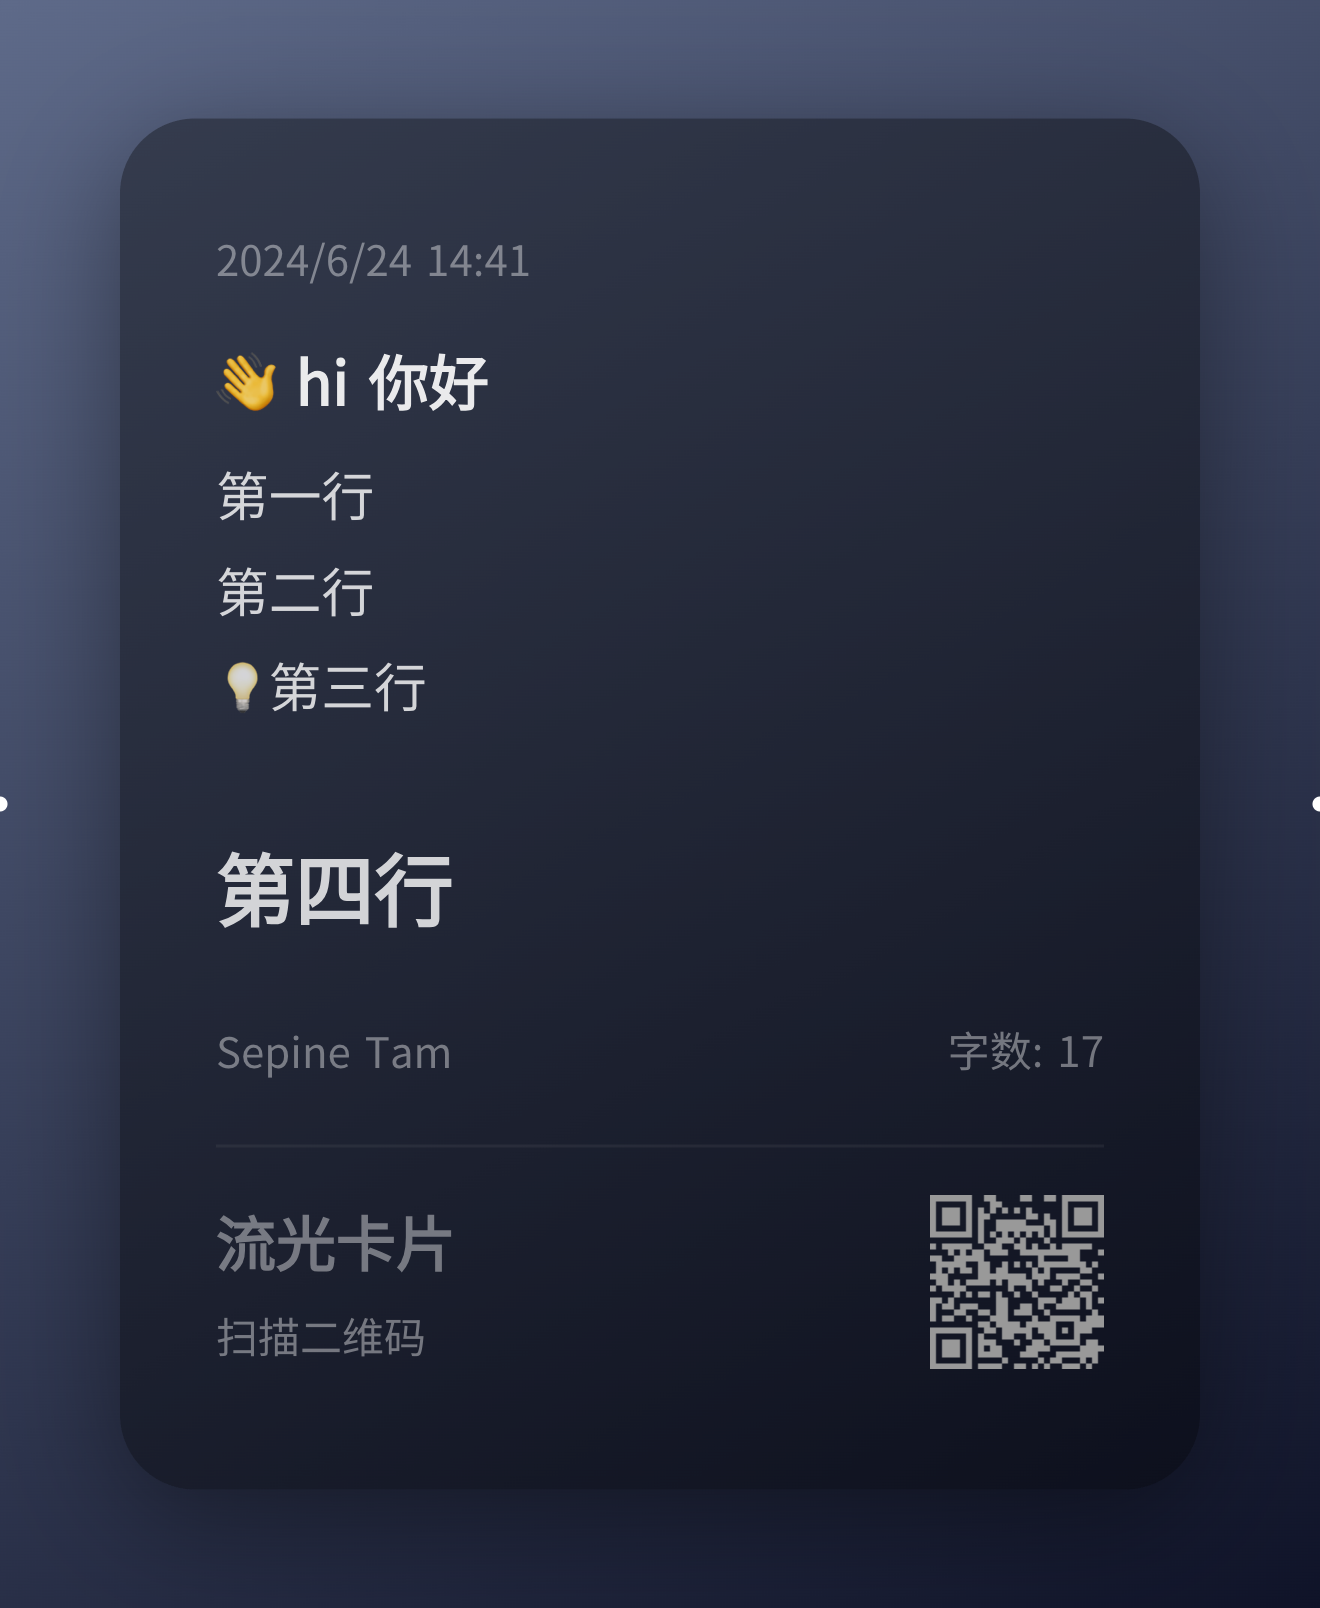 2024/6/24 14:41
👋 hi 你好
第一行
第二行
💡第三行
第四行
Sepine Tam 字数: 17
流光卡片
扫描二维码